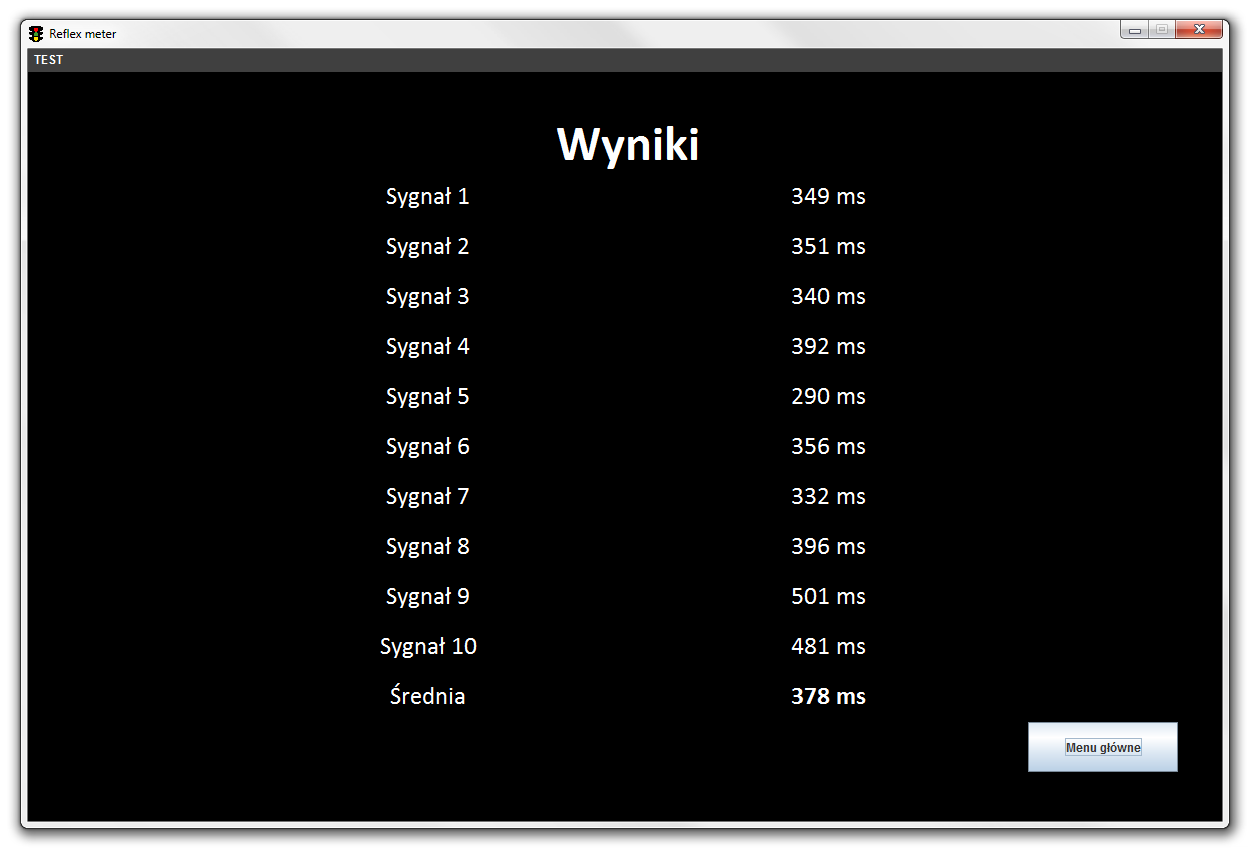 Reflex meter
TEST
Wyniki
Sygnał 1 349 ms
Sygnał 2 351 ms
Sygnał 3 340 ms
Sygnał 4 392 ms
Sygnał 5 290 ms
Sygnał 6 356 ms
Sygnał 7 332 ms
Sygnał 8 396 ms
Sygnał 9 501 ms
Sygnał 10 481 ms
Średnia 378 ms
Menu główne